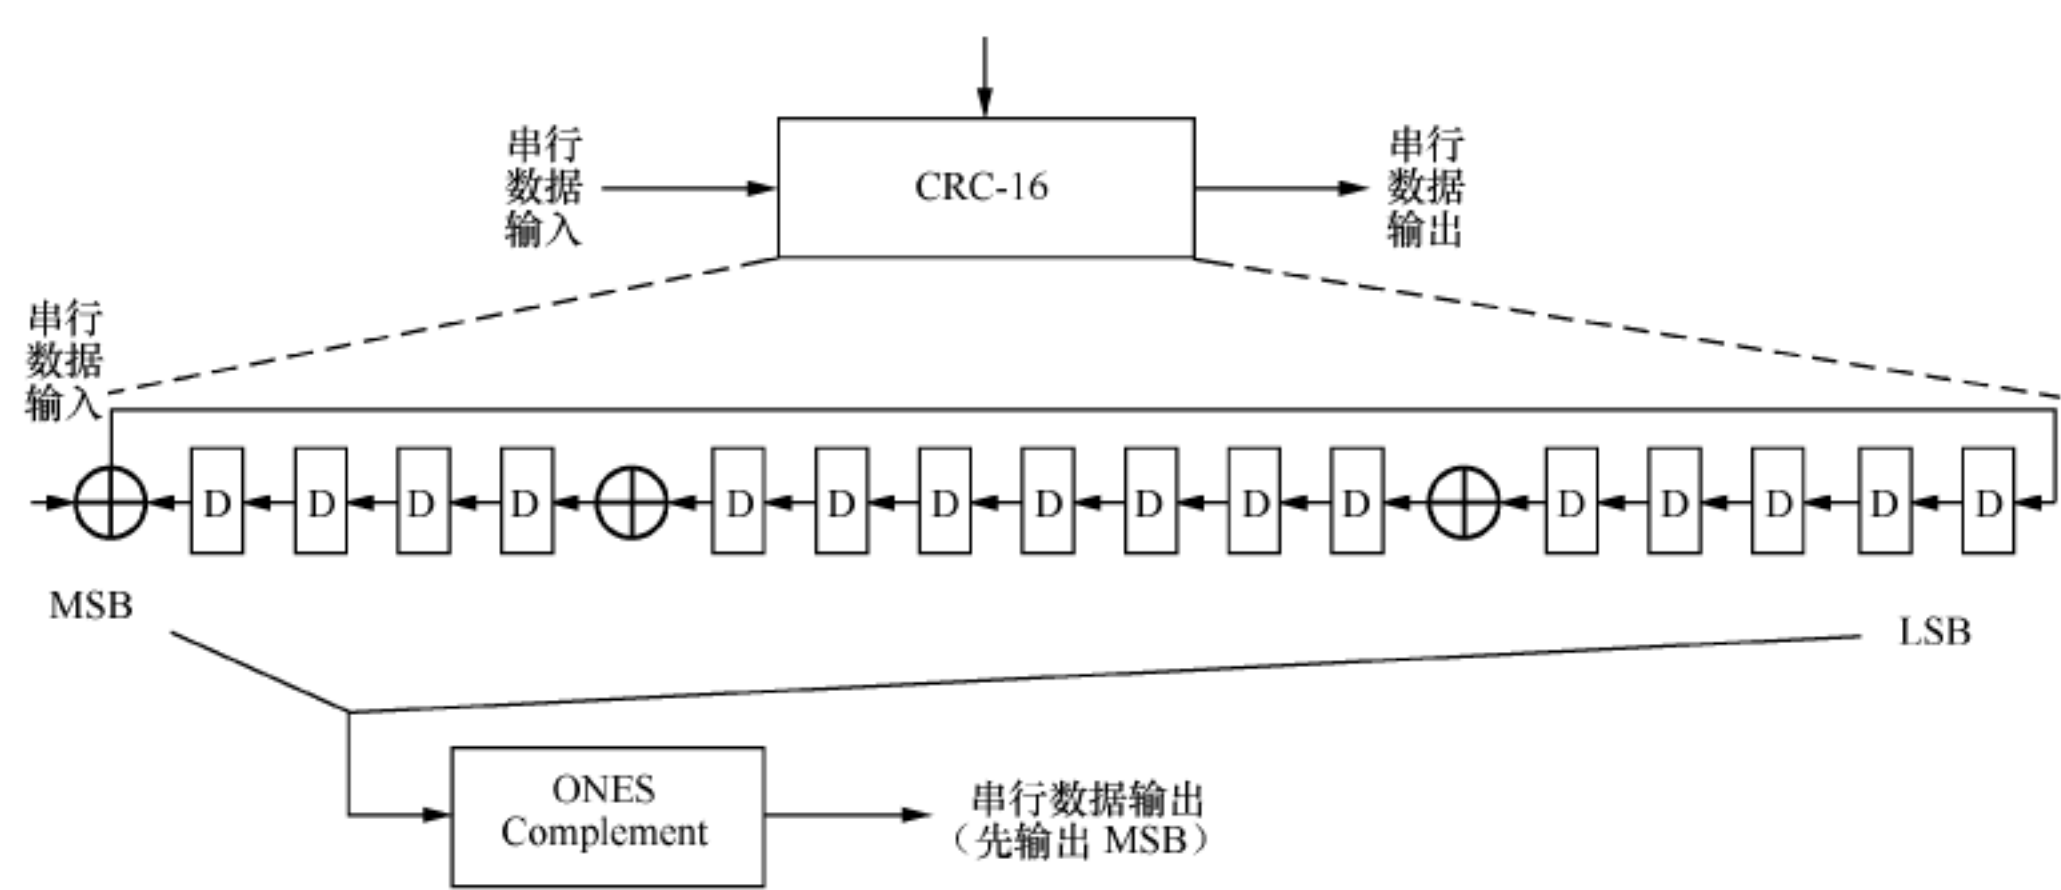 串行
数据
输入
CRC-16
串行
数据
输出
串行
数据
输入
D D D D D D D D D D D D D D D D
MSB
LSB
ONES
Complement
串行数据输出
（先输出 MSB）